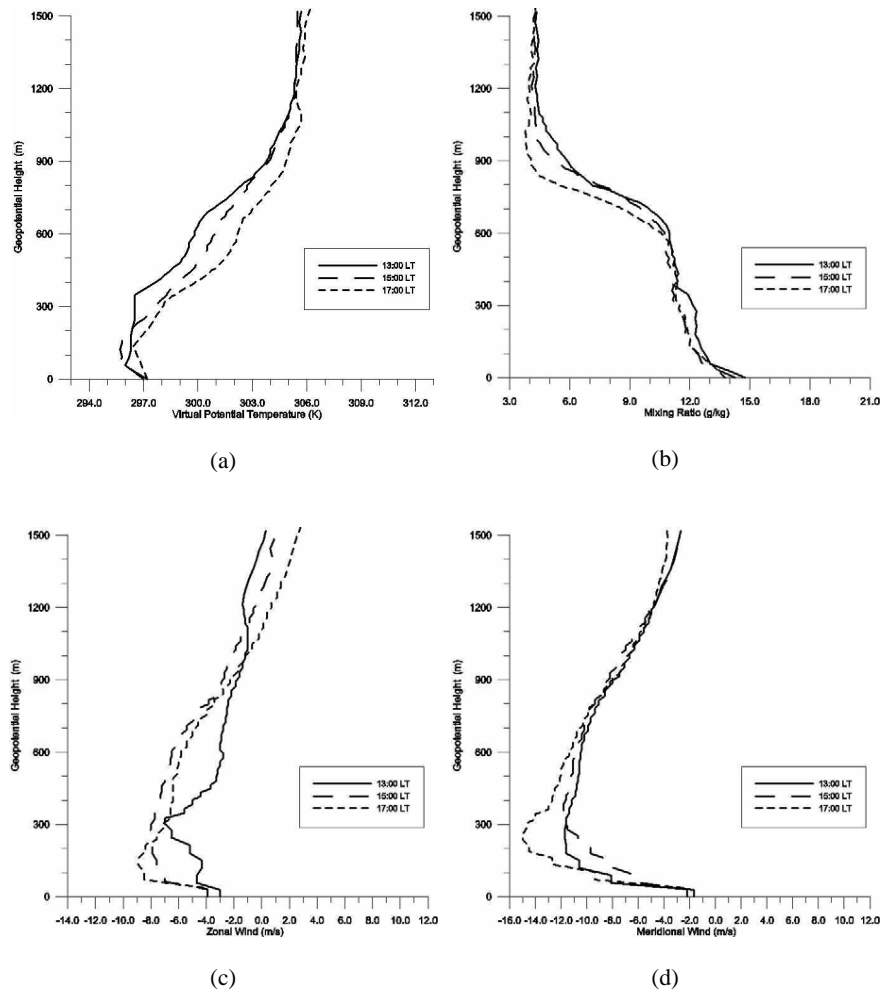 1500
1200
900
600
300
0
Geopotential Height (m)
13:00 LT
15:00 LT
17:00 LT
294.0 297.0 300.0 303.0 306.0 309.0 312.0
Virtual Potential Temperature (K)
(a)
1500
1200
900
600
300
0
Geopotential Height (m)
13:00 LT
15:00 LT
17:00 LT
3.0 6.0 9.0 12.0 15.0 18.0 21.0
Mixing Ratio (g/kg)
(b)
1500
1200
900
600
300
0
Geopotential Height (m)
13:00 LT
15:00 LT
17:00 LT
-14.0 -12.0 -10.0 -8.0 -6.0 -4.0 -2.0 0.0 2.0 4.0 6.0 8.0 10.0 12.0
Zonal Wind (m/s)
(c)
1500
1200
900
600
300
0
Geopotential Height (m)
13:00 LT
15:00 LT
17:00 LT
-16.0 -14.0 -12.0 -10.0 -8.0 -6.0 -4.0 -2.0 0.0 2.0 4.0 6.0 8.0 10.0 12.0
Meridional Wind (m/s)
(d)